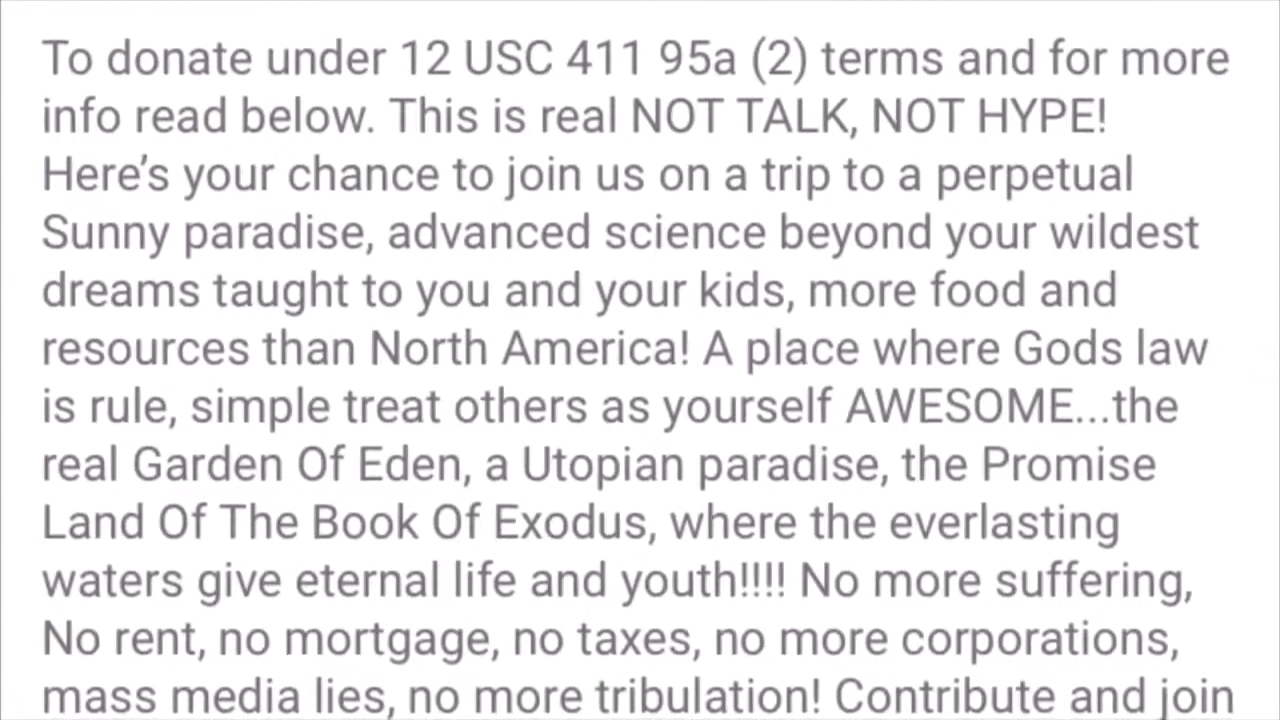 To donate under 12 USC 411 95a (2) terms and for more
info read below. This is real NOT TALK, NOT HYPE!
Here’s your chance to join us on a trip to a perpetual
Sunny paradise, advanced science beyond your wildest
dreams taught to you and your kids, more food and
resources than North America! A place where Gods law
is rule, simple treat others as yourself AWESOME...the
real Garden Of Eden, a Utopian paradise, the Promise
Land Of The Book Of Exodus, where the everlasting
waters give eternal life and youth!!!! No more suffering,
No rent, no mortgage, no taxes, no more corporations,
mass media lies, no more tribulation! Contribute and join